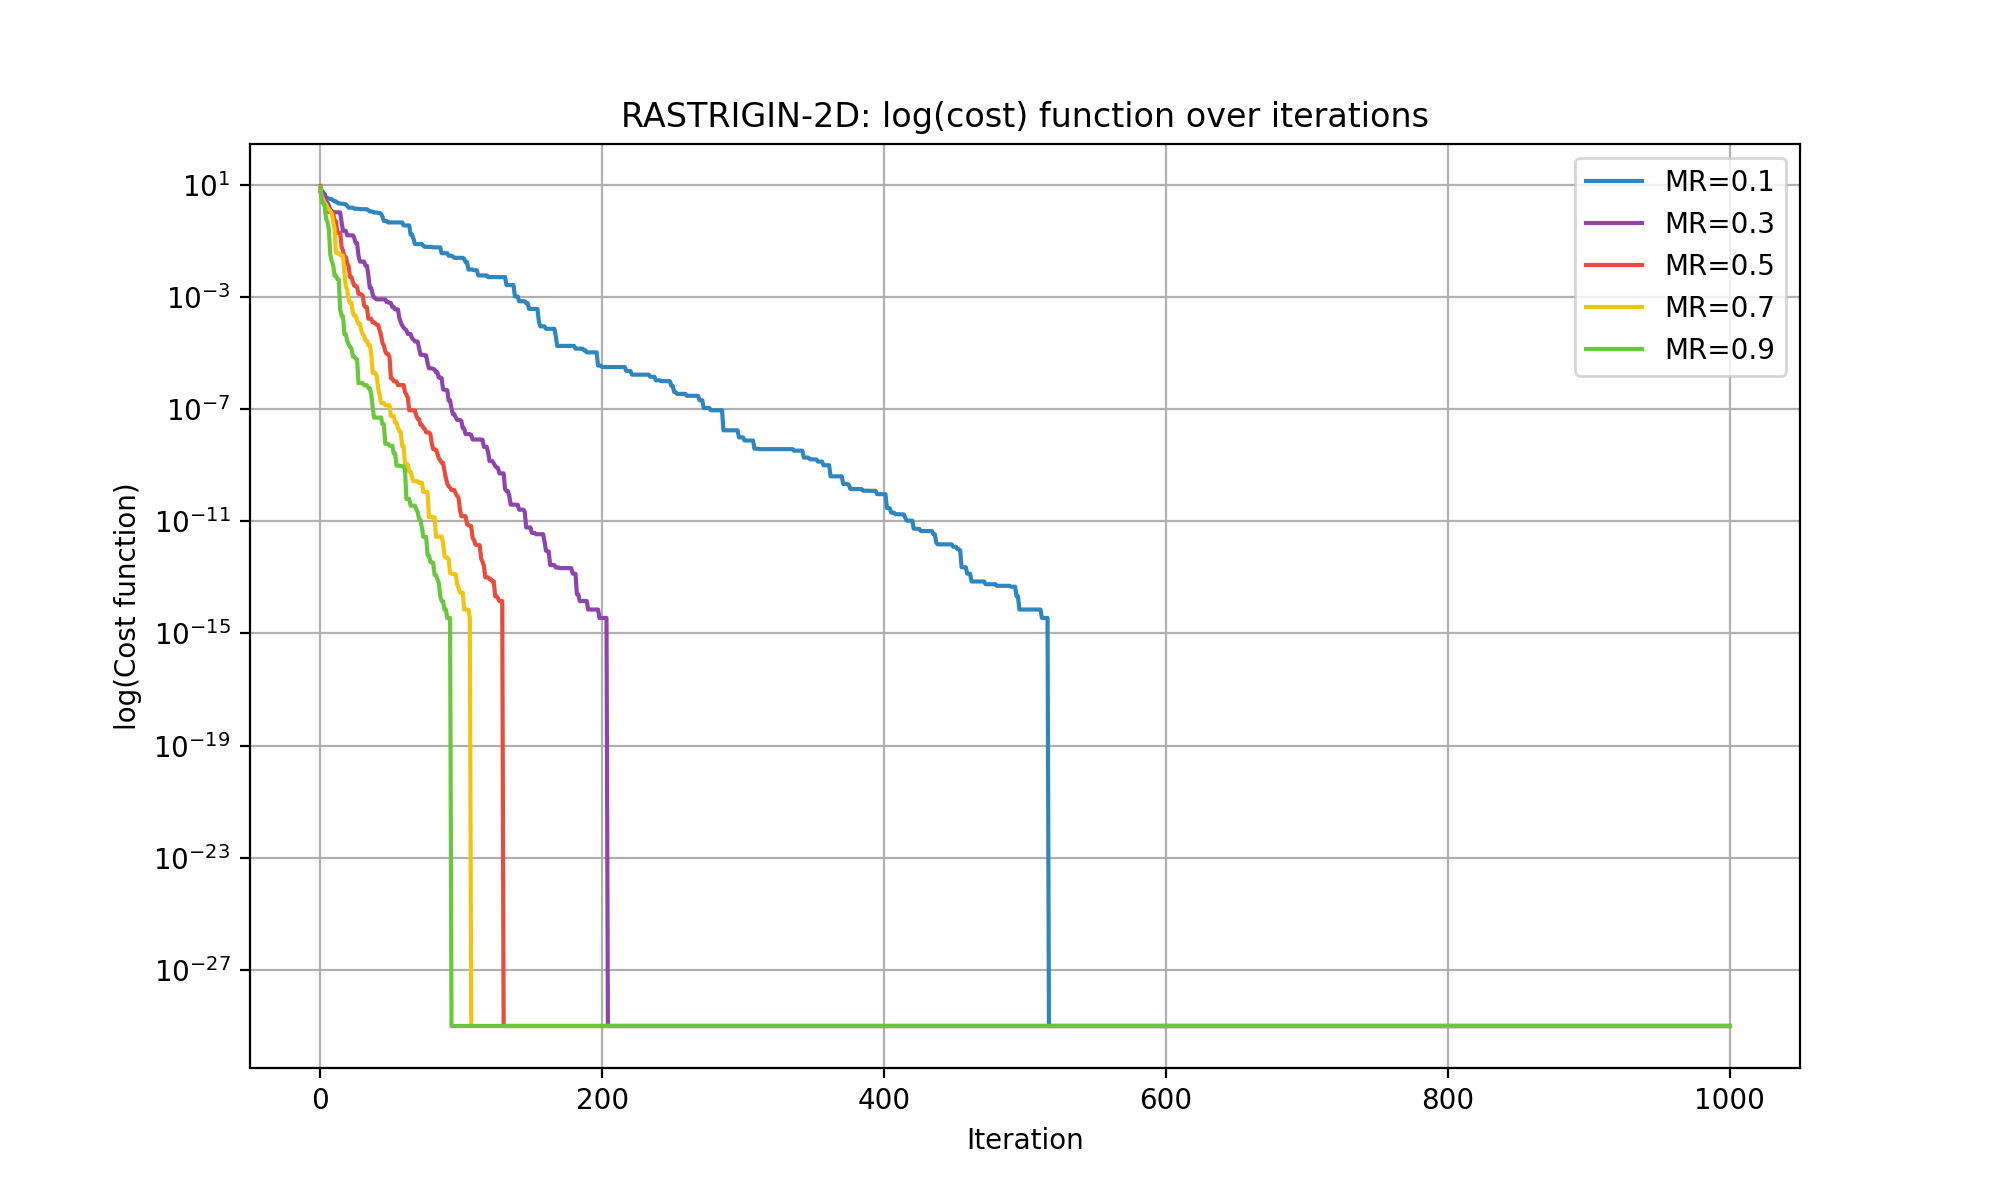 RASTRIGIN-2D: log(cost) function over iterations
log(Cost function)
10¹
10⁻³
10⁻⁷
10⁻¹¹
10⁻¹⁵
10⁻¹⁹
10⁻²³
10⁻²⁷
MR=0.1
MR=0.3
MR=0.5
MR=0.7
MR=0.9
0 200 400 600 800 1000
Iteration